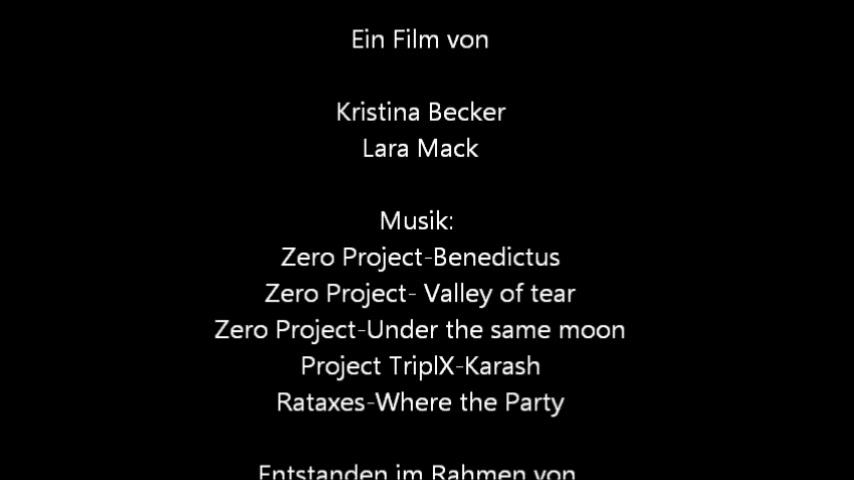 Ein Film von
Kristina Becker
Lara Mack
Musik:
Zero Project-Benedictus
Zero Project- Valley of tear
Zero Project-Under the same moon
Project TriplX-Karash
Rataxes-Where the Party
Entstanden im Rahmen von